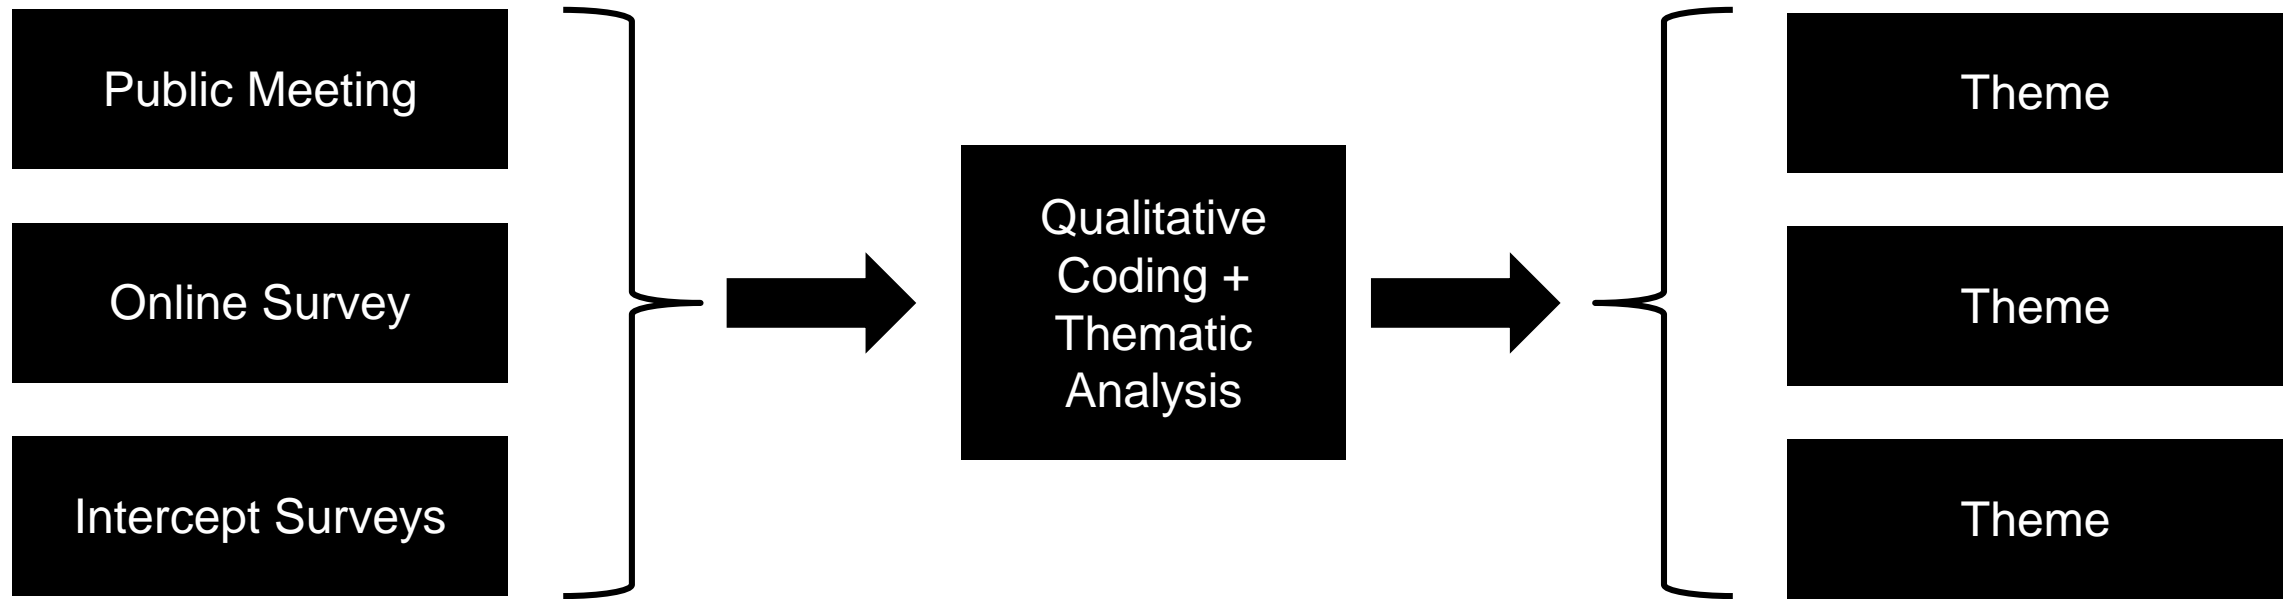 Public Meeting
Online Survey
Intercept Surveys
Qualitative
Coding +
Thematic
Analysis
Theme
Theme
Theme